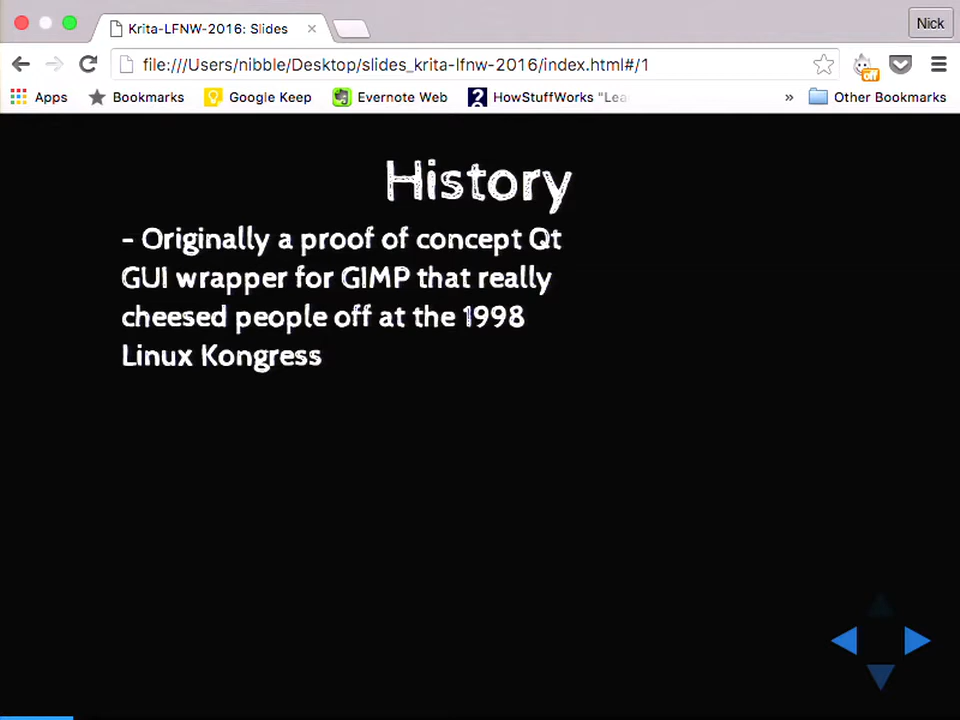 Krita-LFNW-2016: Slides
Nick
file:///Users/nibble/Desktop/slides_krita-lfnw-2016/index.html#/1
off
Apps
Bookmarks
Google Keep
Evernote Web
HowStuffWorks "Lea
»
Other Bookmarks
History
- Originally a proof of concept Qt
GUI wrapper for GIMP that really
cheesed people off at the 1998
Linux Kongress